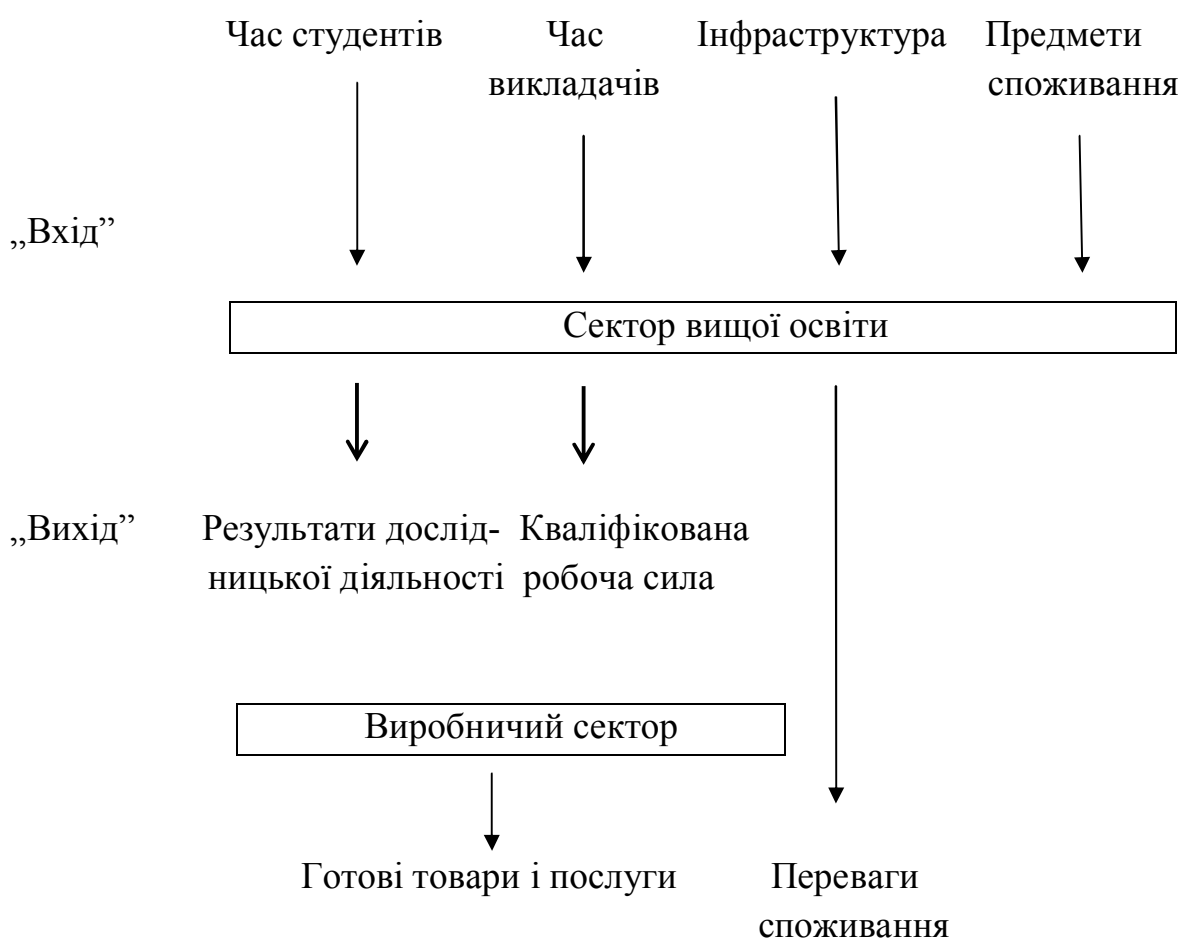 Час студентів Час Інфраструктура Предмети
викладачів споживання
„Вхід”
Сектор вищої освіти
„Вихід” Результати дослід- Кваліфікована
ницької діяльності робоча сила
Виробничий сектор
Готові товари і послуги Переваги
споживання